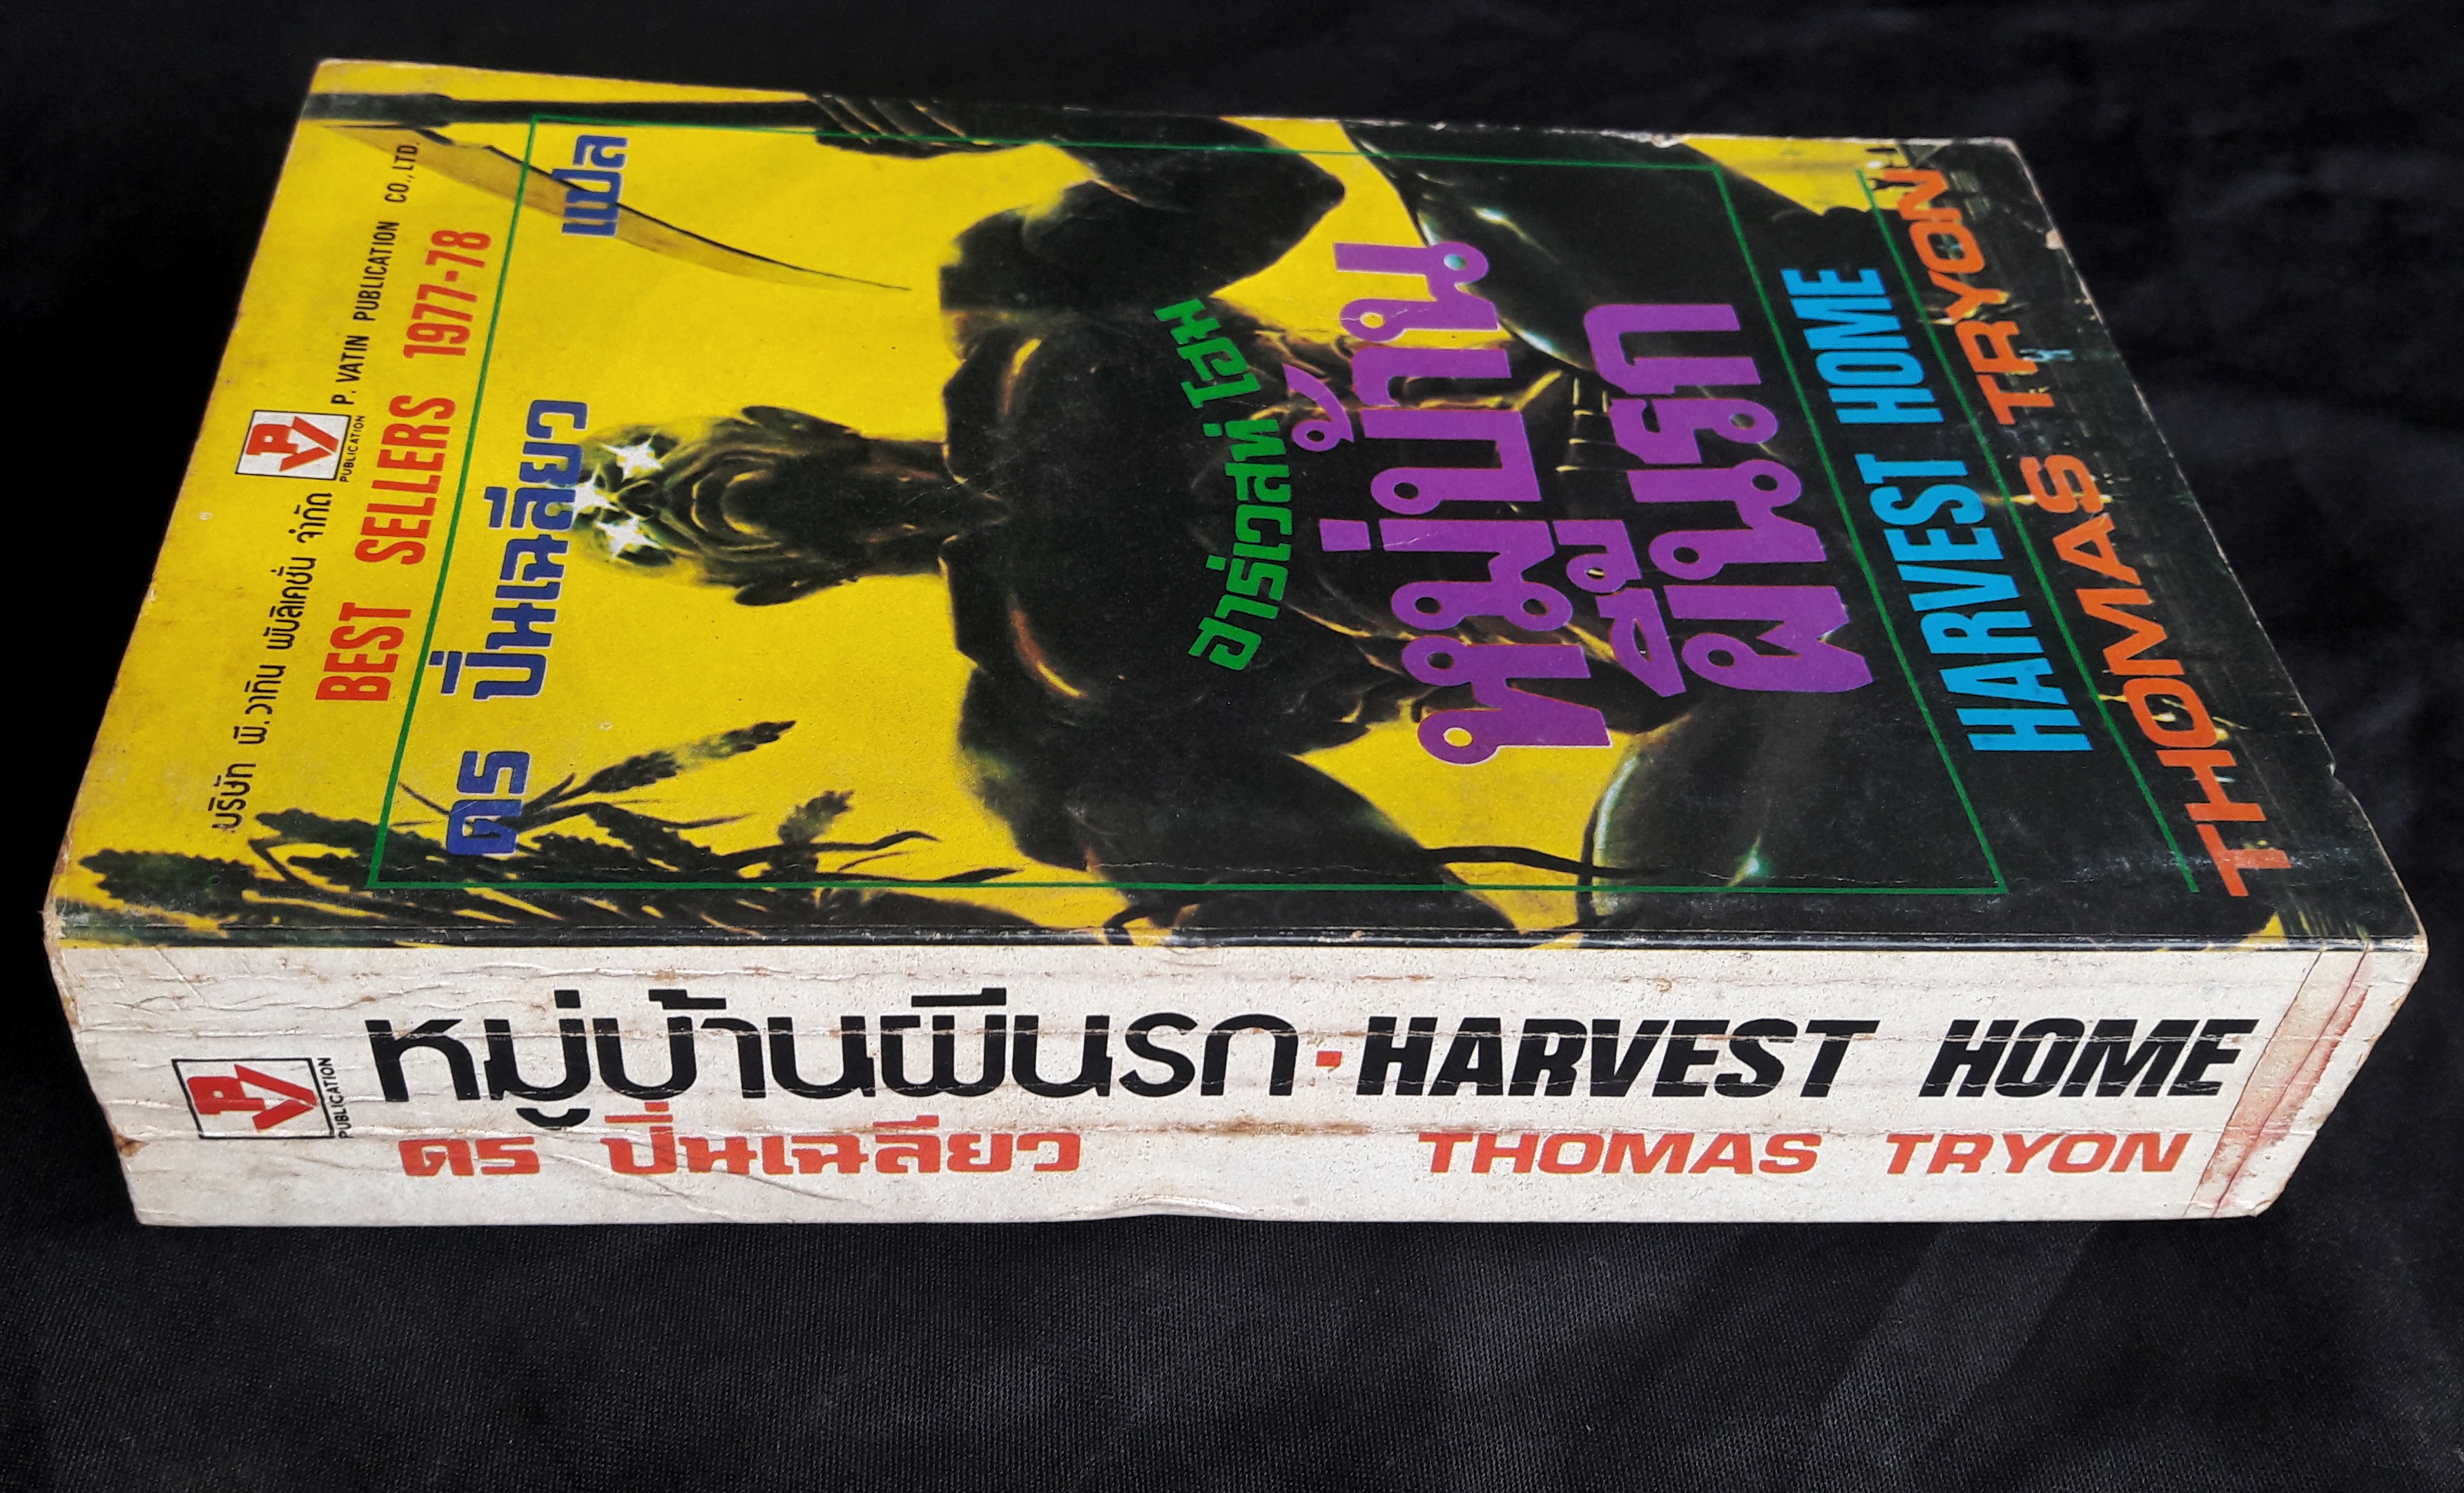 THOMAS TRYON
HARVEST HOME
ฮาร์เวสท์ โฮม
หมู่บ้าน
ผีนรก
ดร ปิ่นเฉลียว แปล
BEST SELLERS 1977-78
บริษัท พี.วาทิน พับลิเคชั่น จำกัด
PV
PUBLICATION
P. VATIN PUBLICATION CO.,LTD.
PV
PUBLICATION
หมู่บ้านผีนรก · HARVEST HOME
ดร ปิ่นเฉลียว THOMAS TRYON